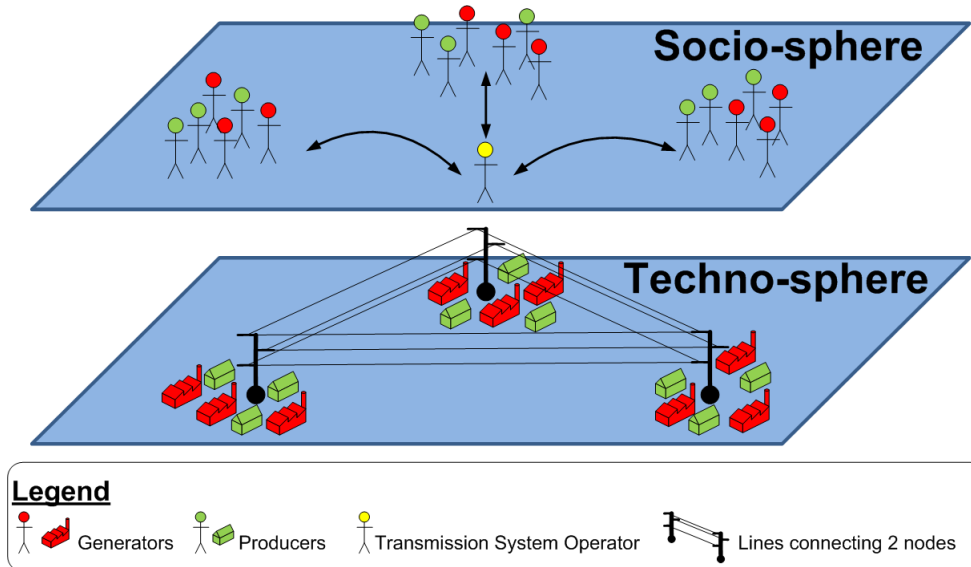 Socio-sphere
Techno-sphere
Legend
Generators
Producers
Transmission System Operator
Lines connecting 2 nodes